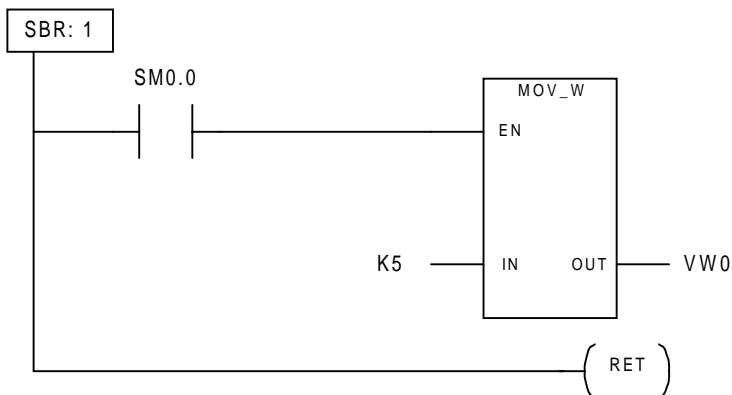 SBR: 1
SM0.0
MOV_W
EN
K5
IN OUT
VW0
RET